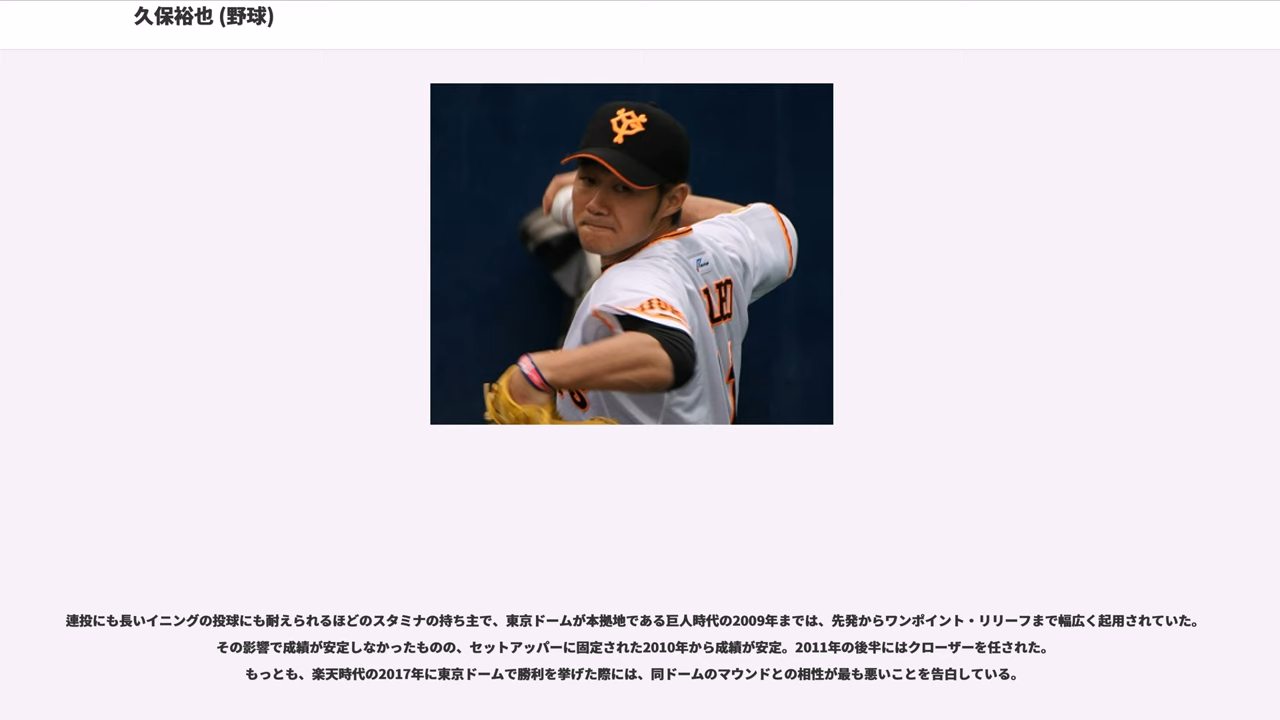 久保裕也 (野球)
連投にも長いイニングの投球にも耐えられるほどのスタミナの持ち主で、東京ドームが本拠地である巨人時代の2009年までは、先発からワンポイント・リリーフまで幅広く起用されていた。
その影響で成績が安定しなかったものの、セットアッパーに固定された2010年から成績が安定。2011年の後半にはクローザーを任された。
もっとも、楽天時代の2017年に東京ドームで勝利を挙げた際には、同ドームのマウンドとの相性が最も悪いことを告白している。